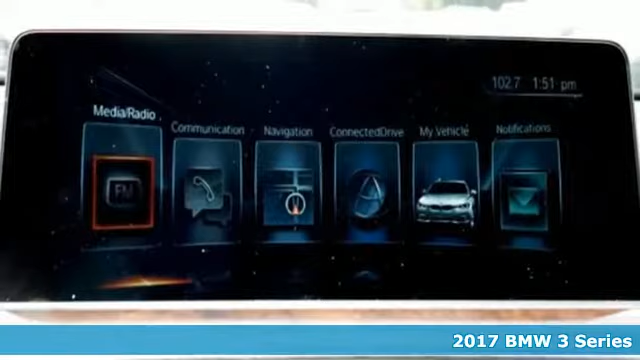 102.7 1:51 pm
Media/Radio
Communication
Navigation
ConnectedDrive
My Vehicle
Notifications
FM
2017 BMW 3 Series